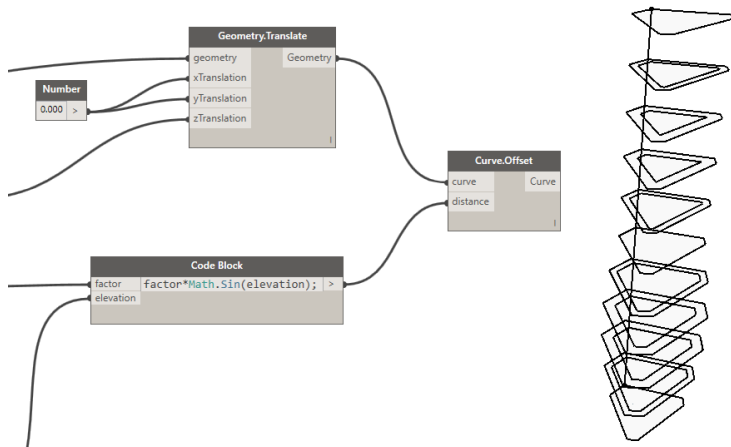 Geometry.Translate
geometry
Geometry
xTranslation
yTranslation
zTranslation
Number
0.000 >
Curve.Offset
curve
Curve
distance
Code Block
factor
factor*Math.Sin(elevation); >
elevation